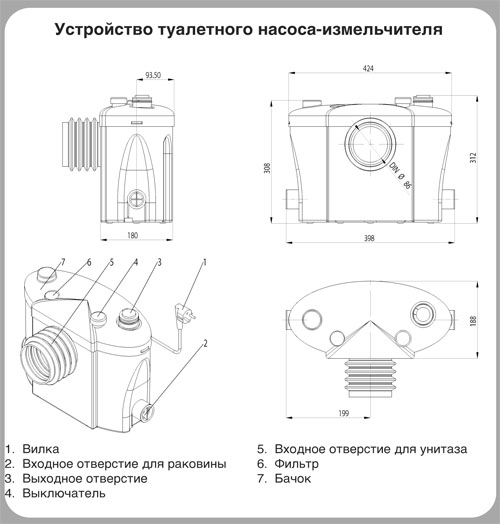 Устройство туалетного насоса-измельчителя
93.50
180
424
308
312
DIN Ø 86
398
7 6 5 4 3 1
2
188
199
1. Вилка
2. Входное отверстие для раковины
3. Выходное отверстие
4. Выключатель
5. Входное отверстие для унитаза
6. Фильтр
7. Бачок